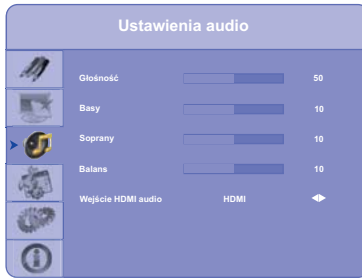 Ustawienia audio
Głośność 50
Basy 10
Soprany 10
Balans 10
Wejście HDMI audio HDMI